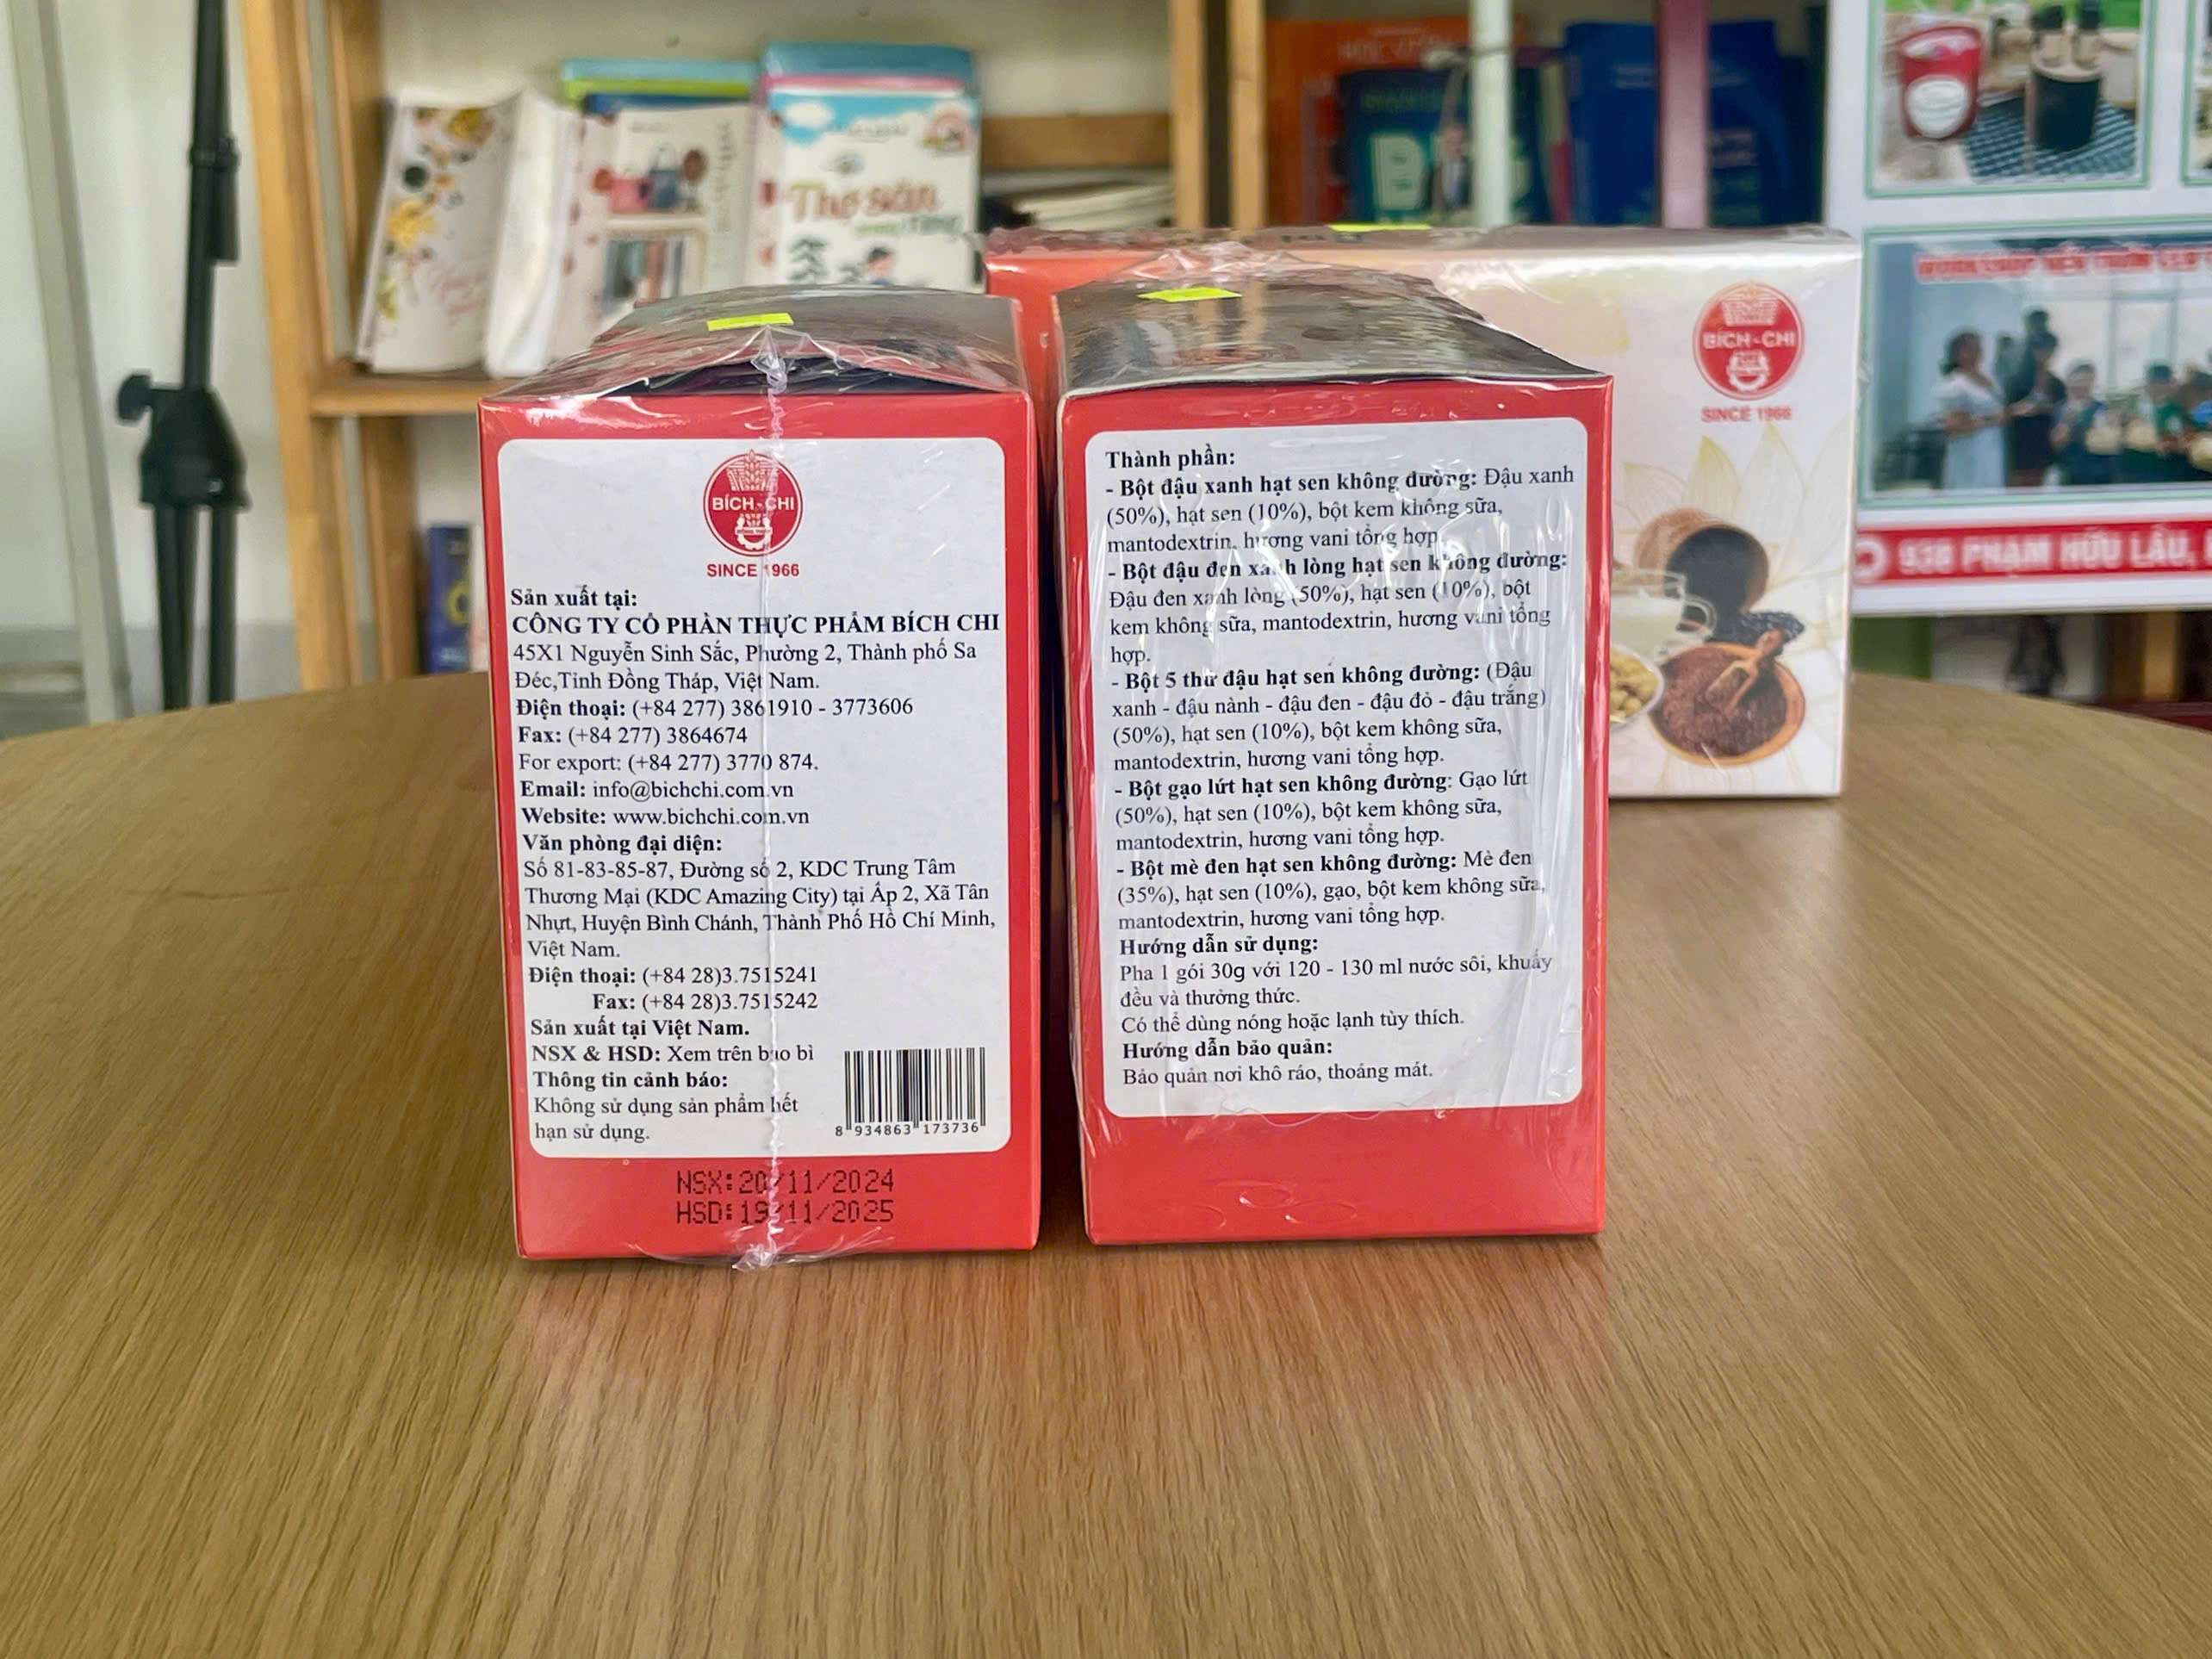 Thợ săn
BÍCH-CHI
SINCE 1966
938 PHẠM HỮU LẦU,
BÍCH-CHI
SINCE 1966
Sản xuất tại:
CÔNG TY CỔ PHẦN THỰC PHẨM BÍCH CHI
45X1 Nguyễn Sinh Sắc, Phường 2, Thành phố Sa
Đéc,Tỉnh Đồng Tháp, Việt Nam.
Điện thoại: (+84 277) 3861910 - 3773606
Fax: (+84 277) 3864674
For export: (+84 277) 3770 874.
Email: info@bichchi.com.vn
Website: www.bichchi.com.vn
Văn phòng đại diện:
Số 81-83-85-87, Đường số 2, KDC Trung Tâm
Thương Mại (KDC Amazing City) tại Ấp 2, Xã Tân
Nhựt, Huyện Bình Chánh, Thành Phố Hồ Chí Minh,
Việt Nam.
Điện thoại: (+84 28)3.7515241
Fax: (+84 28)3.7515242
Sản xuất tại Việt Nam.
NSX & HSD: Xem trên bao bì
Thông tin cảnh báo:
Không sử dụng sản phẩm hết
hạn sử dụng.
8 934863 173736
NSX:20/11/2024
HSD:19/11/2025
Thành phần:
- Bột đậu xanh hạt sen không đường: Đậu xanh
(50%), hạt sen (10%), bột kem không sữa,
mantodextrin, hương vani tổng hợp
- Bột đậu đen xanh lòng hạt sen không đường:
Đậu đen xanh lòng (50%), hạt sen (10%), bột
kem không sữa, mantodextrin, hương vani tổng
hợp.
- Bột 5 thứ đậu hạt sen không đường: (Đậu
xanh - đậu nành - đậu đen - đậu đỏ - đậu trắng)
(50%), hạt sen (10%), bột kem không sữa,
mantodextrin, hương vani tổng hợp.
- Bột gạo lứt hạt sen không đường: Gạo lứt
(50%), hạt sen (10%), bột kem không sữa,
mantodextrin, hương vani tổng hợp.
- Bột mè đen hạt sen không đường: Mè đen
(35%), hạt sen (10%), gạo, bột kem không sữa,
mantodextrin, hương vani tổng hợp.
Hướng dẫn sử dụng:
Pha 1 gói 30g với 120 - 130 ml nước sôi, khuấy
đều và thưởng thức.
Có thể dùng nóng hoặc lạnh tùy thích.
Hướng dẫn bảo quản:
Bảo quản nơi khô ráo, thoáng mát.